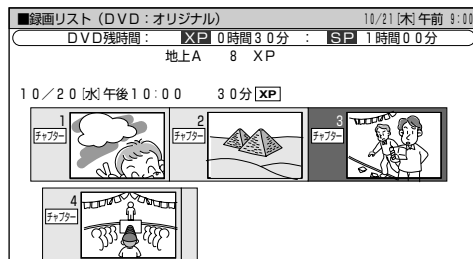 ■録画リスト（DVD：オリジナル） 10/21[木]午前 9:00
DVD残時間： XP 0時間30分 ： SP 1時間00分
地上A 8 XP
10／20[水]午後10：00 30分 XP
1 チャプター
2 チャプター
3 チャプター
4 チャプター